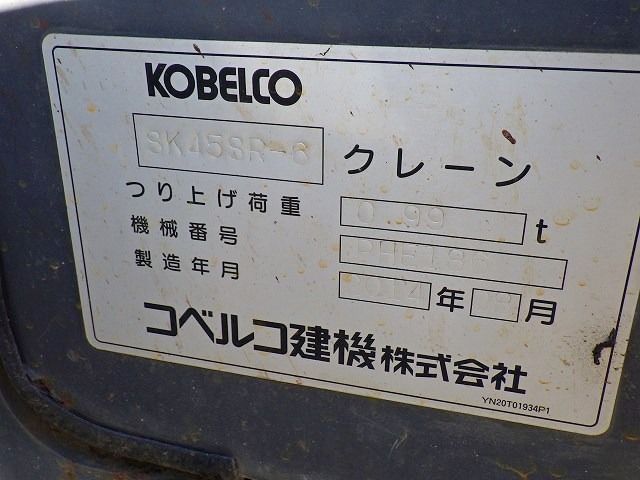 KOBELCO
SK45SR-6 クレーン
つり上げ荷重 0.99 t
機械番号
製造年月 年 月
コベルコ建機株式会社
YN20T01934P1